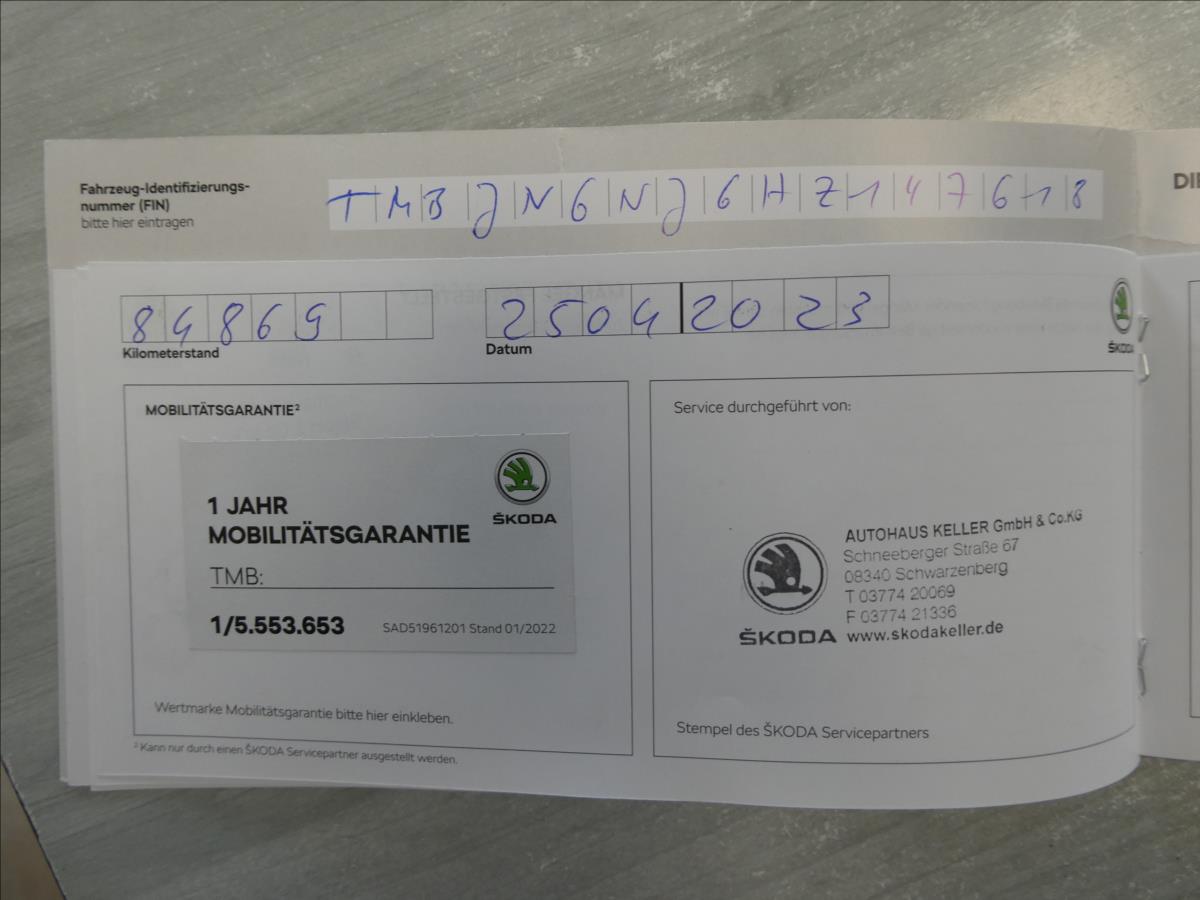 Fahrzeug-Identifizierungs-
nummer (FIN)
bitte hier eintragen
TMBJN6NJ6HZ147618
84869
Kilometerstand
25042023
Datum
ŠKODA
MOBILITÄTSGARANTIE²
1 JAHR
MOBILITÄTSGARANTIE
ŠKODA
TMB:
1/5.553.653 SAD51961201 Stand 01/2022
Wertmarke Mobilitätsgarantie bitte hier einkleben.
² Kann nur durch einen ŠKODA Servicepartner ausgestellt werden.
Service durchgeführt von:
AUTOHAUS KELLER GmbH & Co.KG
Schneeberger Straße 67
08340 Schwarzenberg
T 03774 20069
F 03774 21336
www.skodakeller.de
ŠKODA
Stempel des ŠKODA Servicepartners